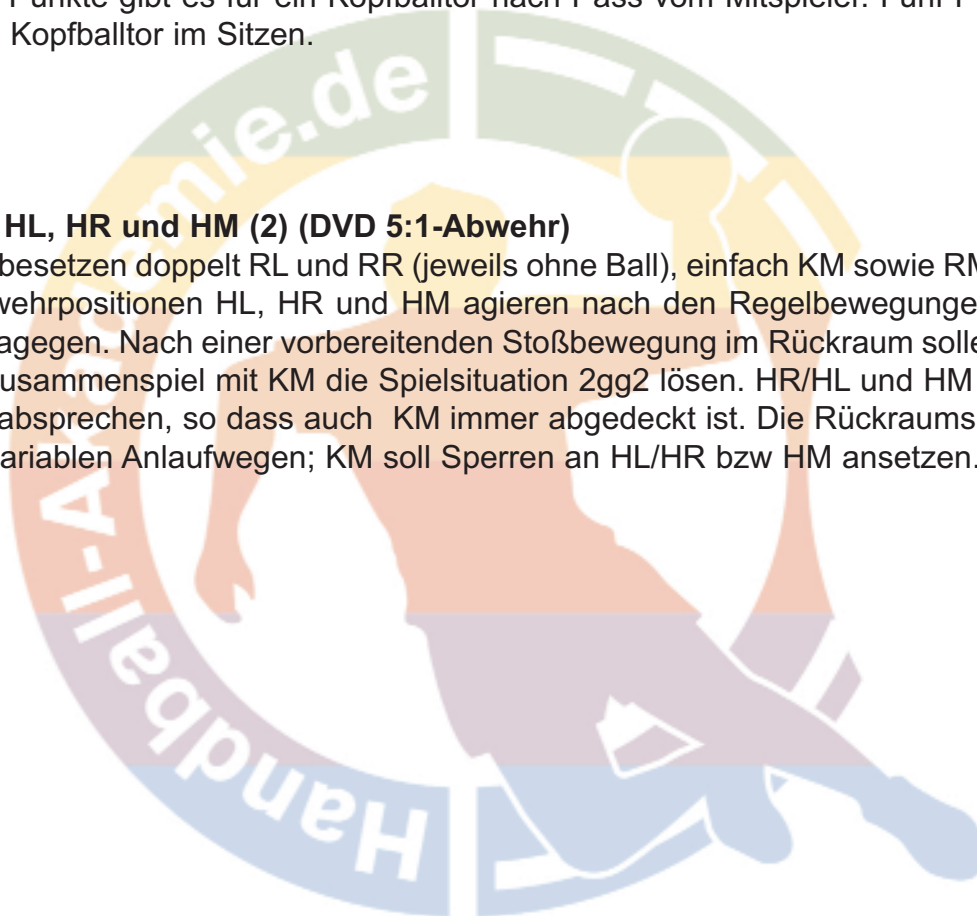 Punkte gibt es für ein Kopfballtor nach Pass vom Mitspieler. Fünf
Kopfballtor im Sitzen.
HL, HR und HM (2) (DVD 5:1-Abwehr)
besetzen doppelt RL und RR (jeweils ohne Ball), einfach KM sowie RM
wehrpositionen HL, HR und HM agieren nach den Regelbewegunge
agegen. Nach einer vorbereitenden Stoßbewegung im Rückraum solle
usammenspiel mit KM die Spielsituation 2gg2 lösen. HR/HL und HM
absprechen, so dass auch KM immer abgedeckt ist. Die Rückraums
ariablen Anlaufwegen; KM soll Sperren an HL/HR bzw HM ansetzen.
Handball-Akademie.de